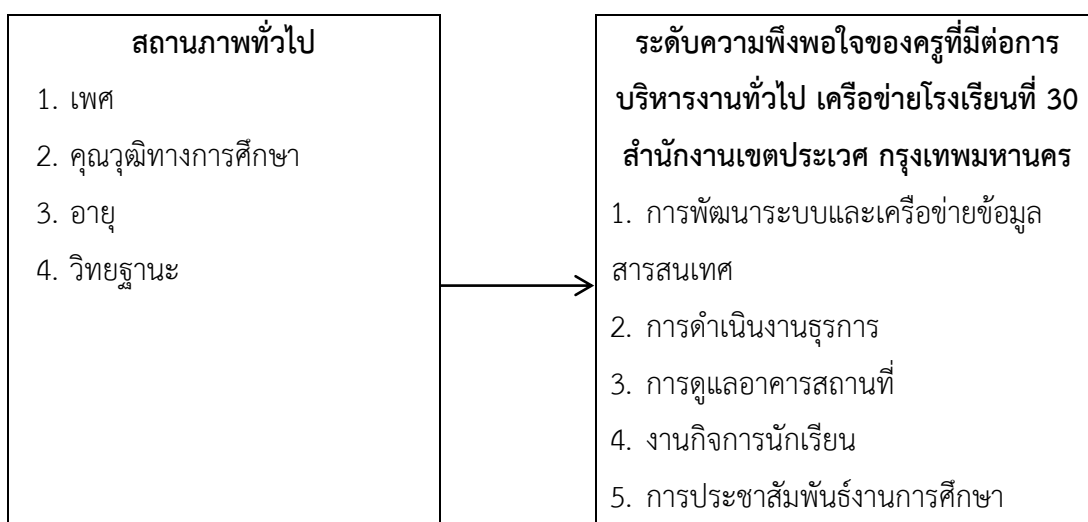 สถานภาพทั่วไป
1. เพศ
2. คุณวุฒิทางการศึกษา
3. อายุ
4. วิทยฐานะ
ระดับความพึงพอใจของครูที่มีต่อการ
บริหารงานทั่วไป เครือข่ายโรงเรียนที่ 30
สำนักงานเขตประเวศ กรุงเทพมหานคร
1. การพัฒนาระบบและเครือข่ายข้อมูล
สารสนเทศ
2. การดำเนินงานธุรการ
3. การดูแลอาคารสถานที่
4. งานกิจการนักเรียน
5. การประชาสัมพันธ์งานการศึกษา